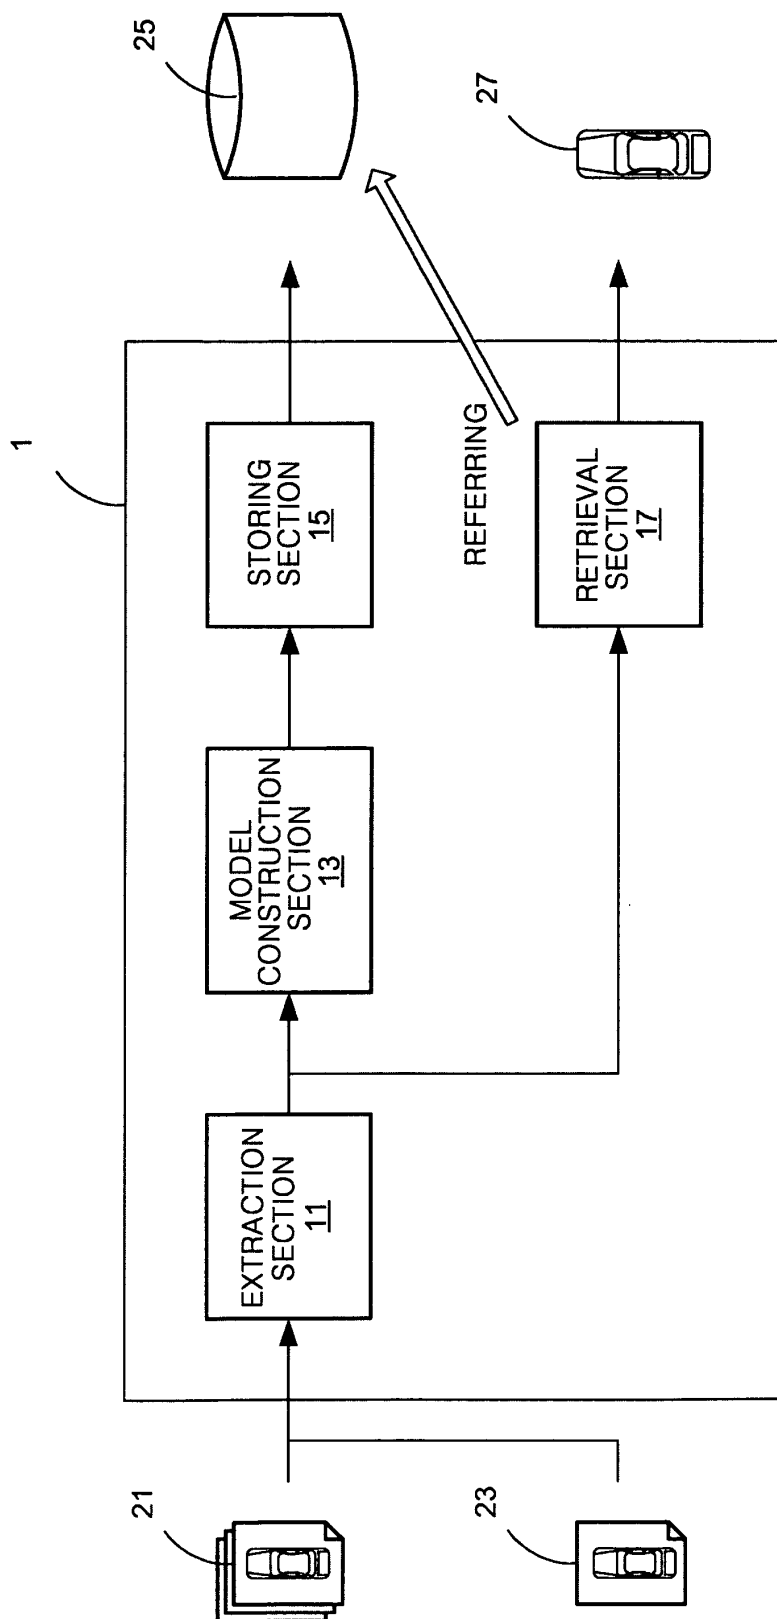 1
21
23
EXTRACTION
SECTION
11
MODEL
CONSTRUCTION
SECTION
13
STORING
SECTION
15
REFERRING
RETRIEVAL
SECTION
17
25
27